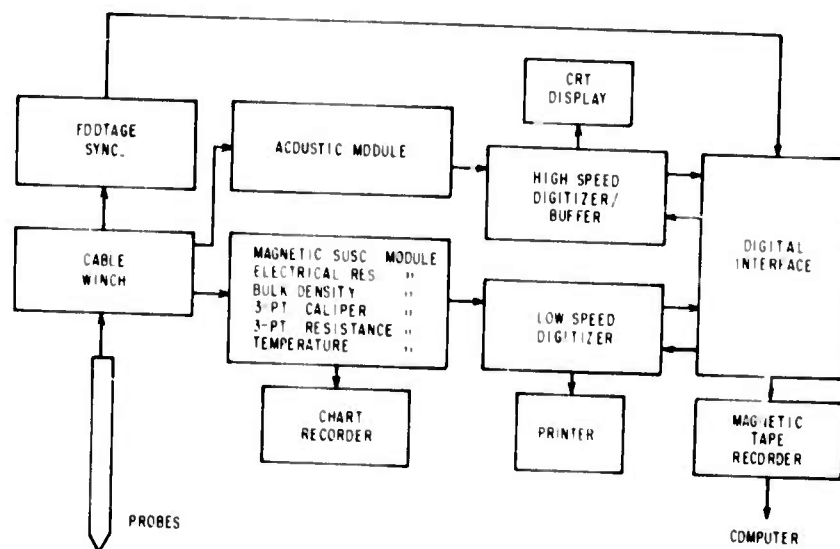 CRT
DISPLAY
FOOTAGE
SYNC.
ACOUSTIC MODULE
HIGH SPEED
DIGITIZER/
BUFFER
DIGITAL
INTERFACE
CABLE
WINCH
MAGNETIC SUSC MODULE
ELECTRICAL RES "
BULK DENSITY "
3-PT. CALIPER "
3-PT. RESISTANCE "
TEMPERATURE "
LOW SPEED
DIGITIZER
CHART
RECORDER
PRINTER
MAGNETIC
TAPE
RECORDER
PROBES
COMPUTER